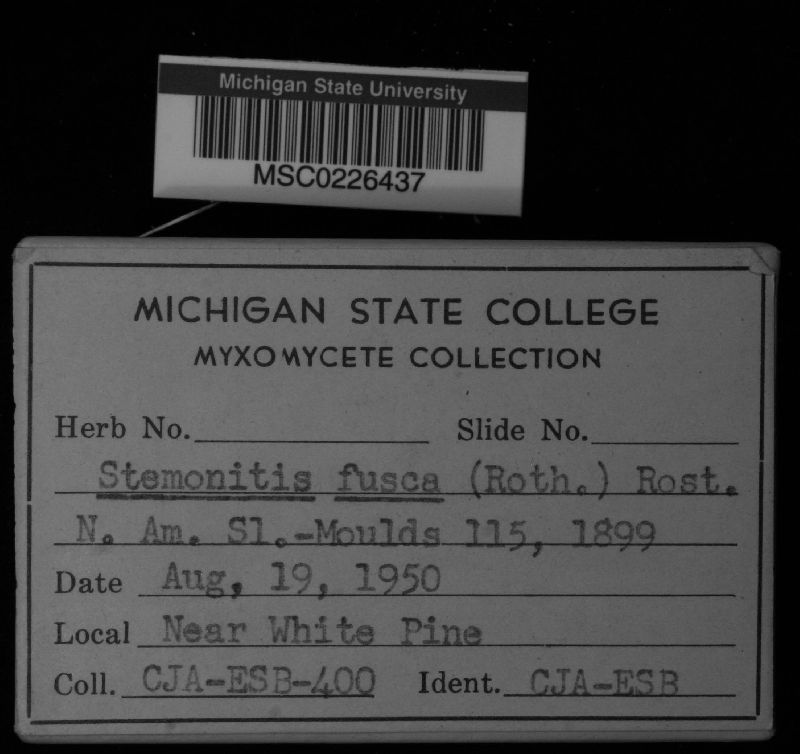 Michigan State University
MSC0226437
MICHIGAN STATE COLLEGE
MYXOMYCETE COLLECTION
Herb No. Slide No.
Stemonitis fusca (Roth.) Rost.
N. Am. Sl.-Moulds 115, 1899
Date Aug, 19, 1950
Local Near White Pine
Coll. CJA-ESB-400 Ident. CJA-ESB